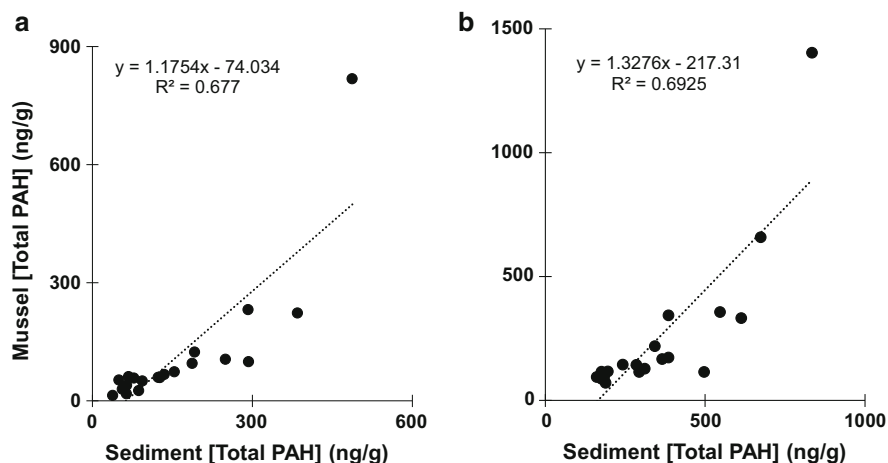 a
y = 1.1754x - 74.034
R² = 0.677
Mussel [Total PAH] (ng/g)
900
600
300
0
0 300 600
Sediment [Total PAH] (ng/g)
b
y = 1.3276x - 217.31
R² = 0.6925
1500
1000
500
0
0 500 1000
Sediment [Total PAH] (ng/g)